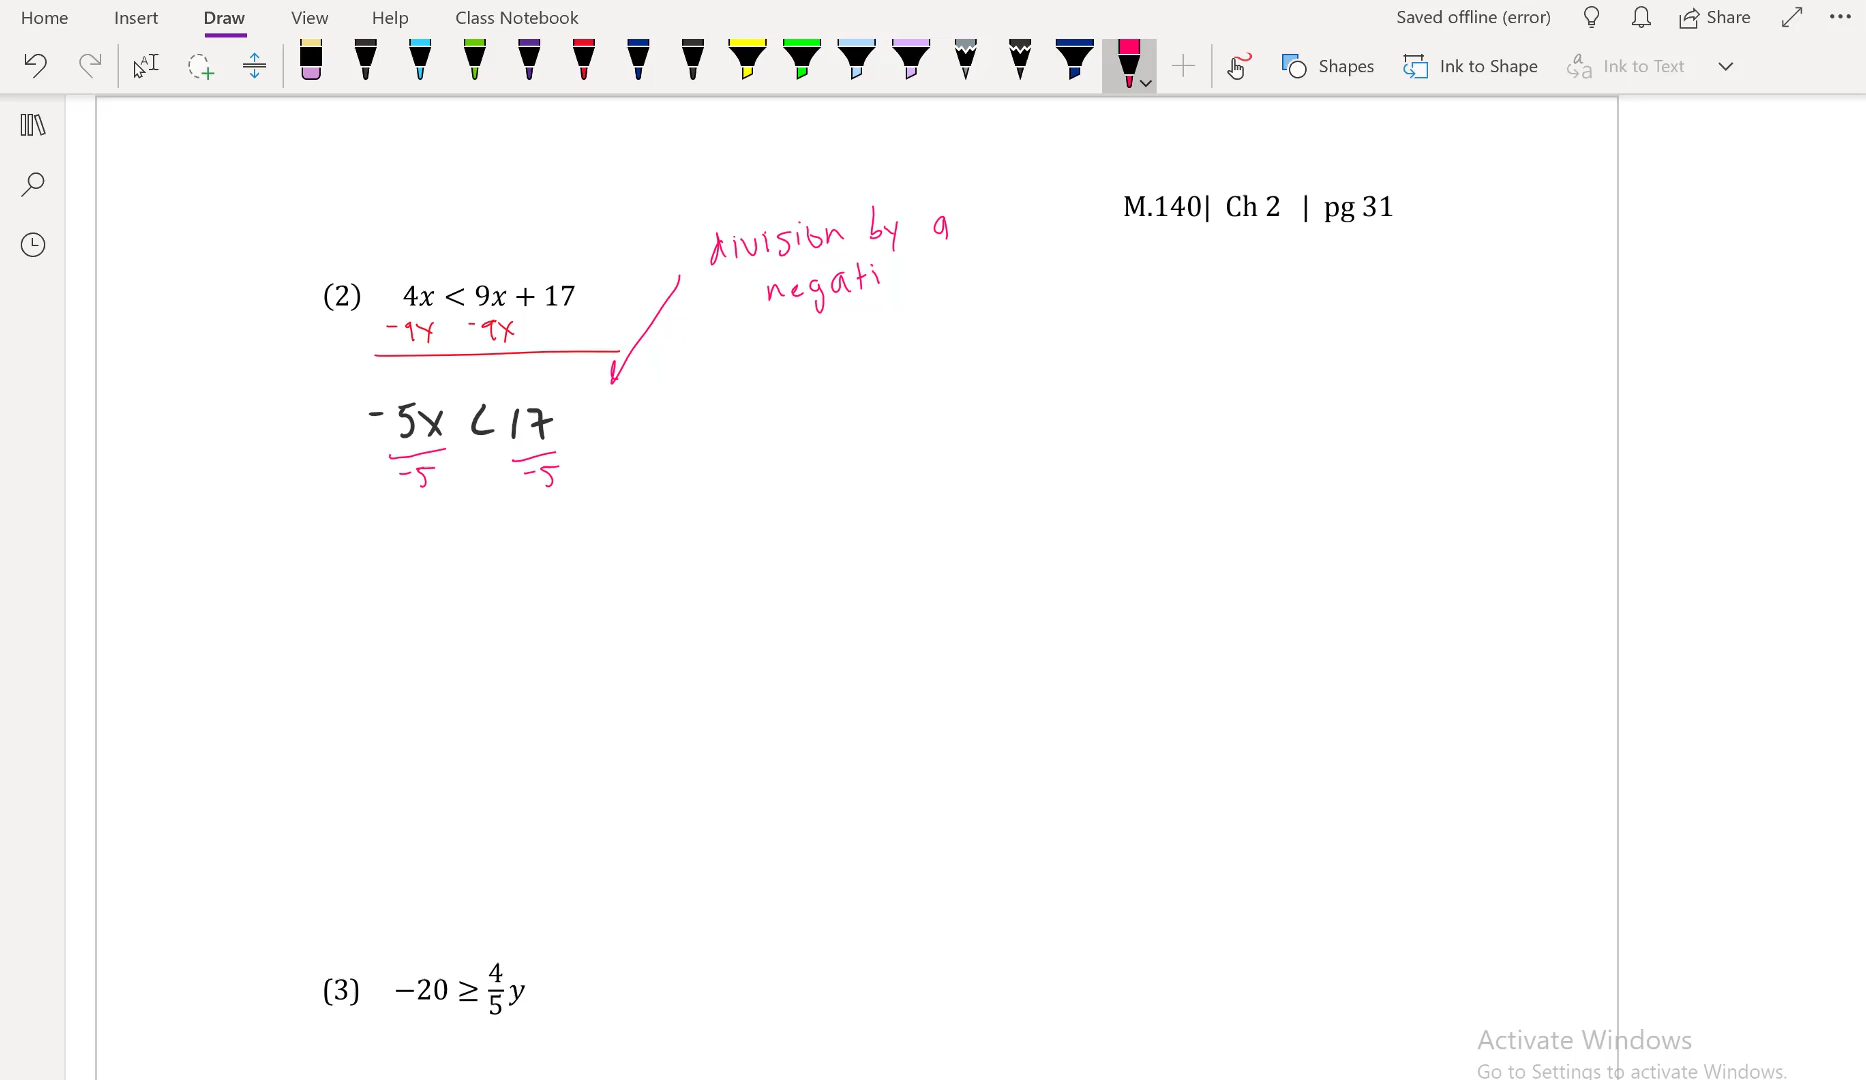 Home Insert Draw View Help Class Notebook Saved offline (error) Share
Shapes Ink to Shape Ink to Text
M.140| Ch 2 | pg 31
division by a
negati
(2) 4x < 9x + 17
-9x -9x
-5x < 17
-5 -5
(3) −20 ≥ 4/5 y
Activate Windows
Go to Settings to activate Windows.